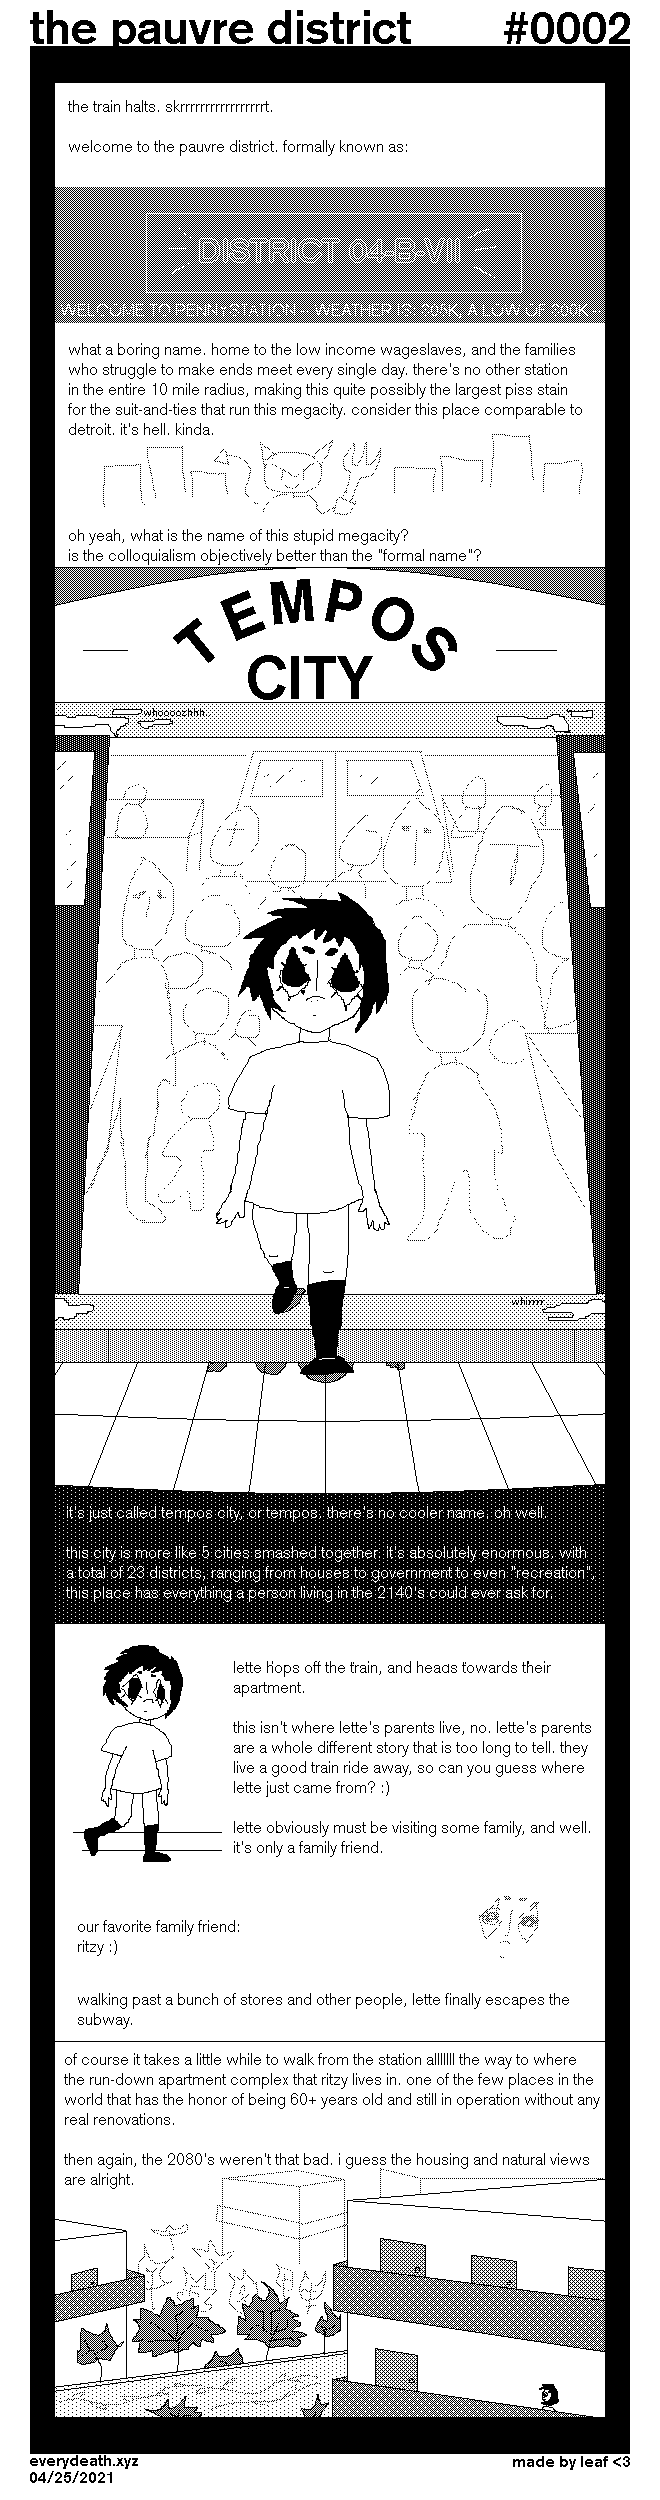 the pauvre district #0002
the train halts. skrrrrrrrrrrrrrrrrrt.
welcome to the pauvre district. formally known as:
DISTRICT 04-B-VII
WELCOME TO PENNY STATION - WEATHER IS 305K, A LOW OF 300K -
what a boring name. home to the low income wageslaves, and the families
who struggle to make ends meet every single day. there's no other station
in the entire 10 mile radius, making this quite possibly the largest piss stain
for the suit-and-ties that run this megacity. consider this place comparable to
detroit. it's hell. kinda.
oh yeah, what is the name of this stupid megacity?
is the colloquialism objectively better than the "formal name"?
TEMPOS
CITY
whoooozhhh..
whirrrr...
it's just called tempos city, or tempos. there's no cooler name. oh well.
this city is more like 5 cities smashed together. it's absolutely enormous. with
a total of 23 districts, ranging from houses to government to even "recreation",
this place has everything a person living in the 2140's could ever ask for.
lette hops off the train, and heads towards their
apartment.
this isn't where lette's parents live, no. lette's parents
are a whole different story that is too long to tell. they
live a good train ride away, so can you guess where
lette just came from? :)
lette obviously must be visiting some family, and well.
it's only a family friend.
our favorite family friend:
ritzy :)
walking past a bunch of stores and other people, lette finally escapes the
subway.
of course it takes a little while to walk from the station alllllll the way to where
the run-down apartment complex that ritzy lives in. one of the few places in the
world that has the honor of being 60+ years old and still in operation without any
real renovations.
then again, the 2080's weren't that bad. i guess the housing and natural views
are alright.
everydeath.xyz
04/25/2021
made by leaf <3